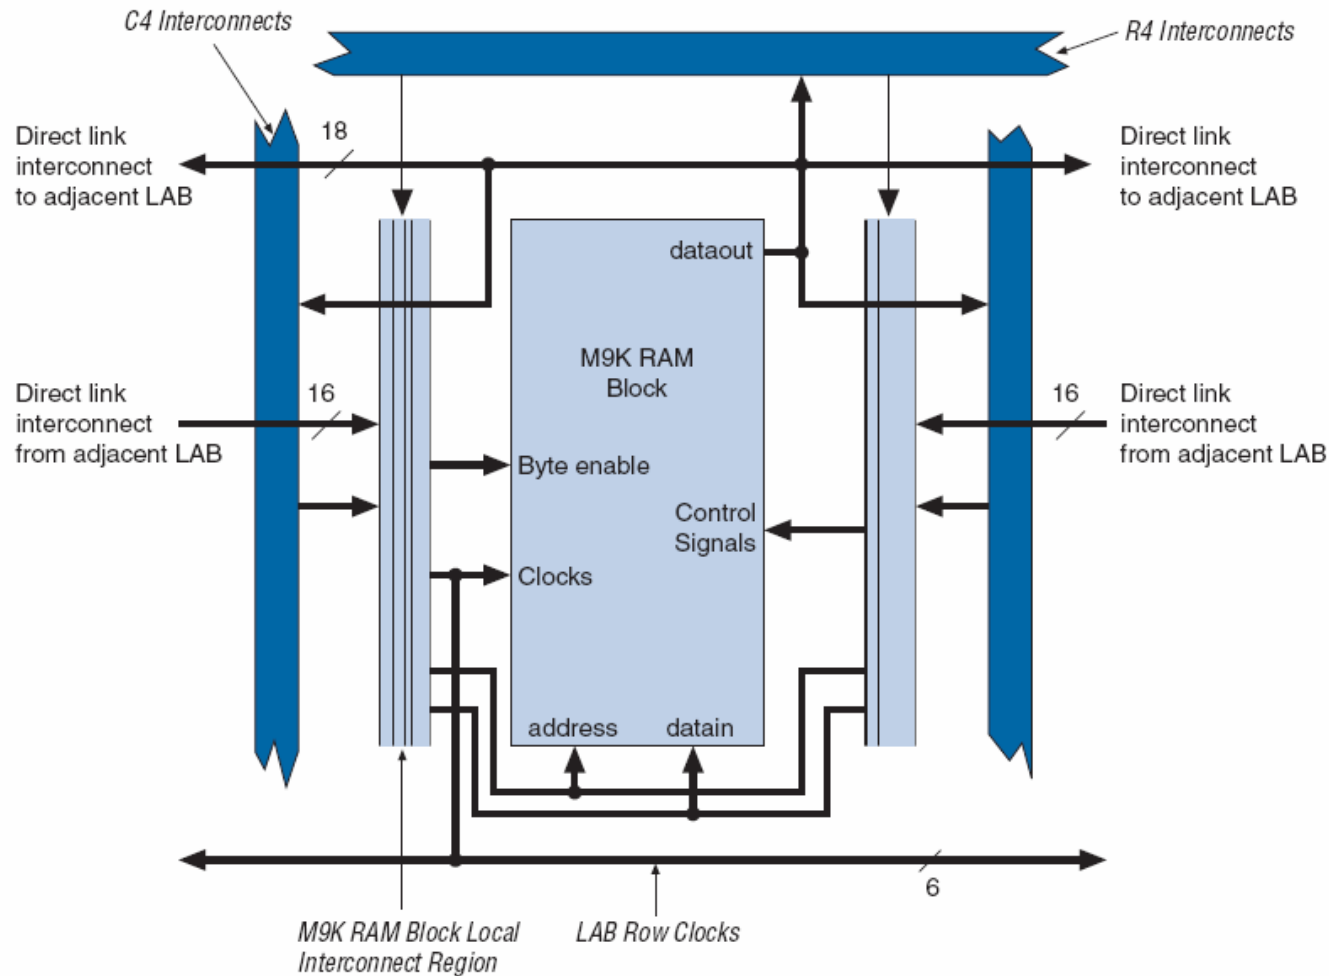 C4 Interconnects
R4 Interconnects
Direct link
interconnect
to adjacent LAB
18
Direct link
interconnect
to adjacent LAB
dataout
M9K RAM
Block
Direct link
interconnect
from adjacent LAB
16
16
Direct link
interconnect
from adjacent LAB
Byte enable
Control
Signals
Clocks
address
datain
6
M9K RAM Block Local
Interconnect Region
LAB Row Clocks